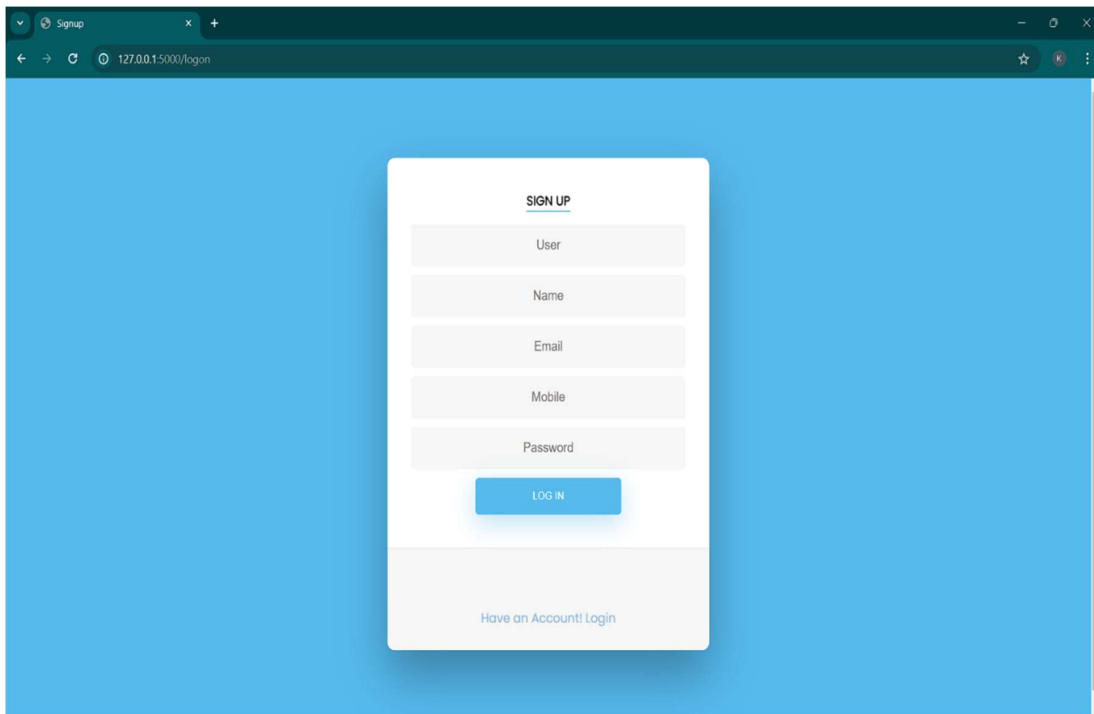 Signup
127.0.0.1:5000/logon
K
SIGN UP
User
Name
Email
Mobile
Password
LOG IN
Have an Account! Login